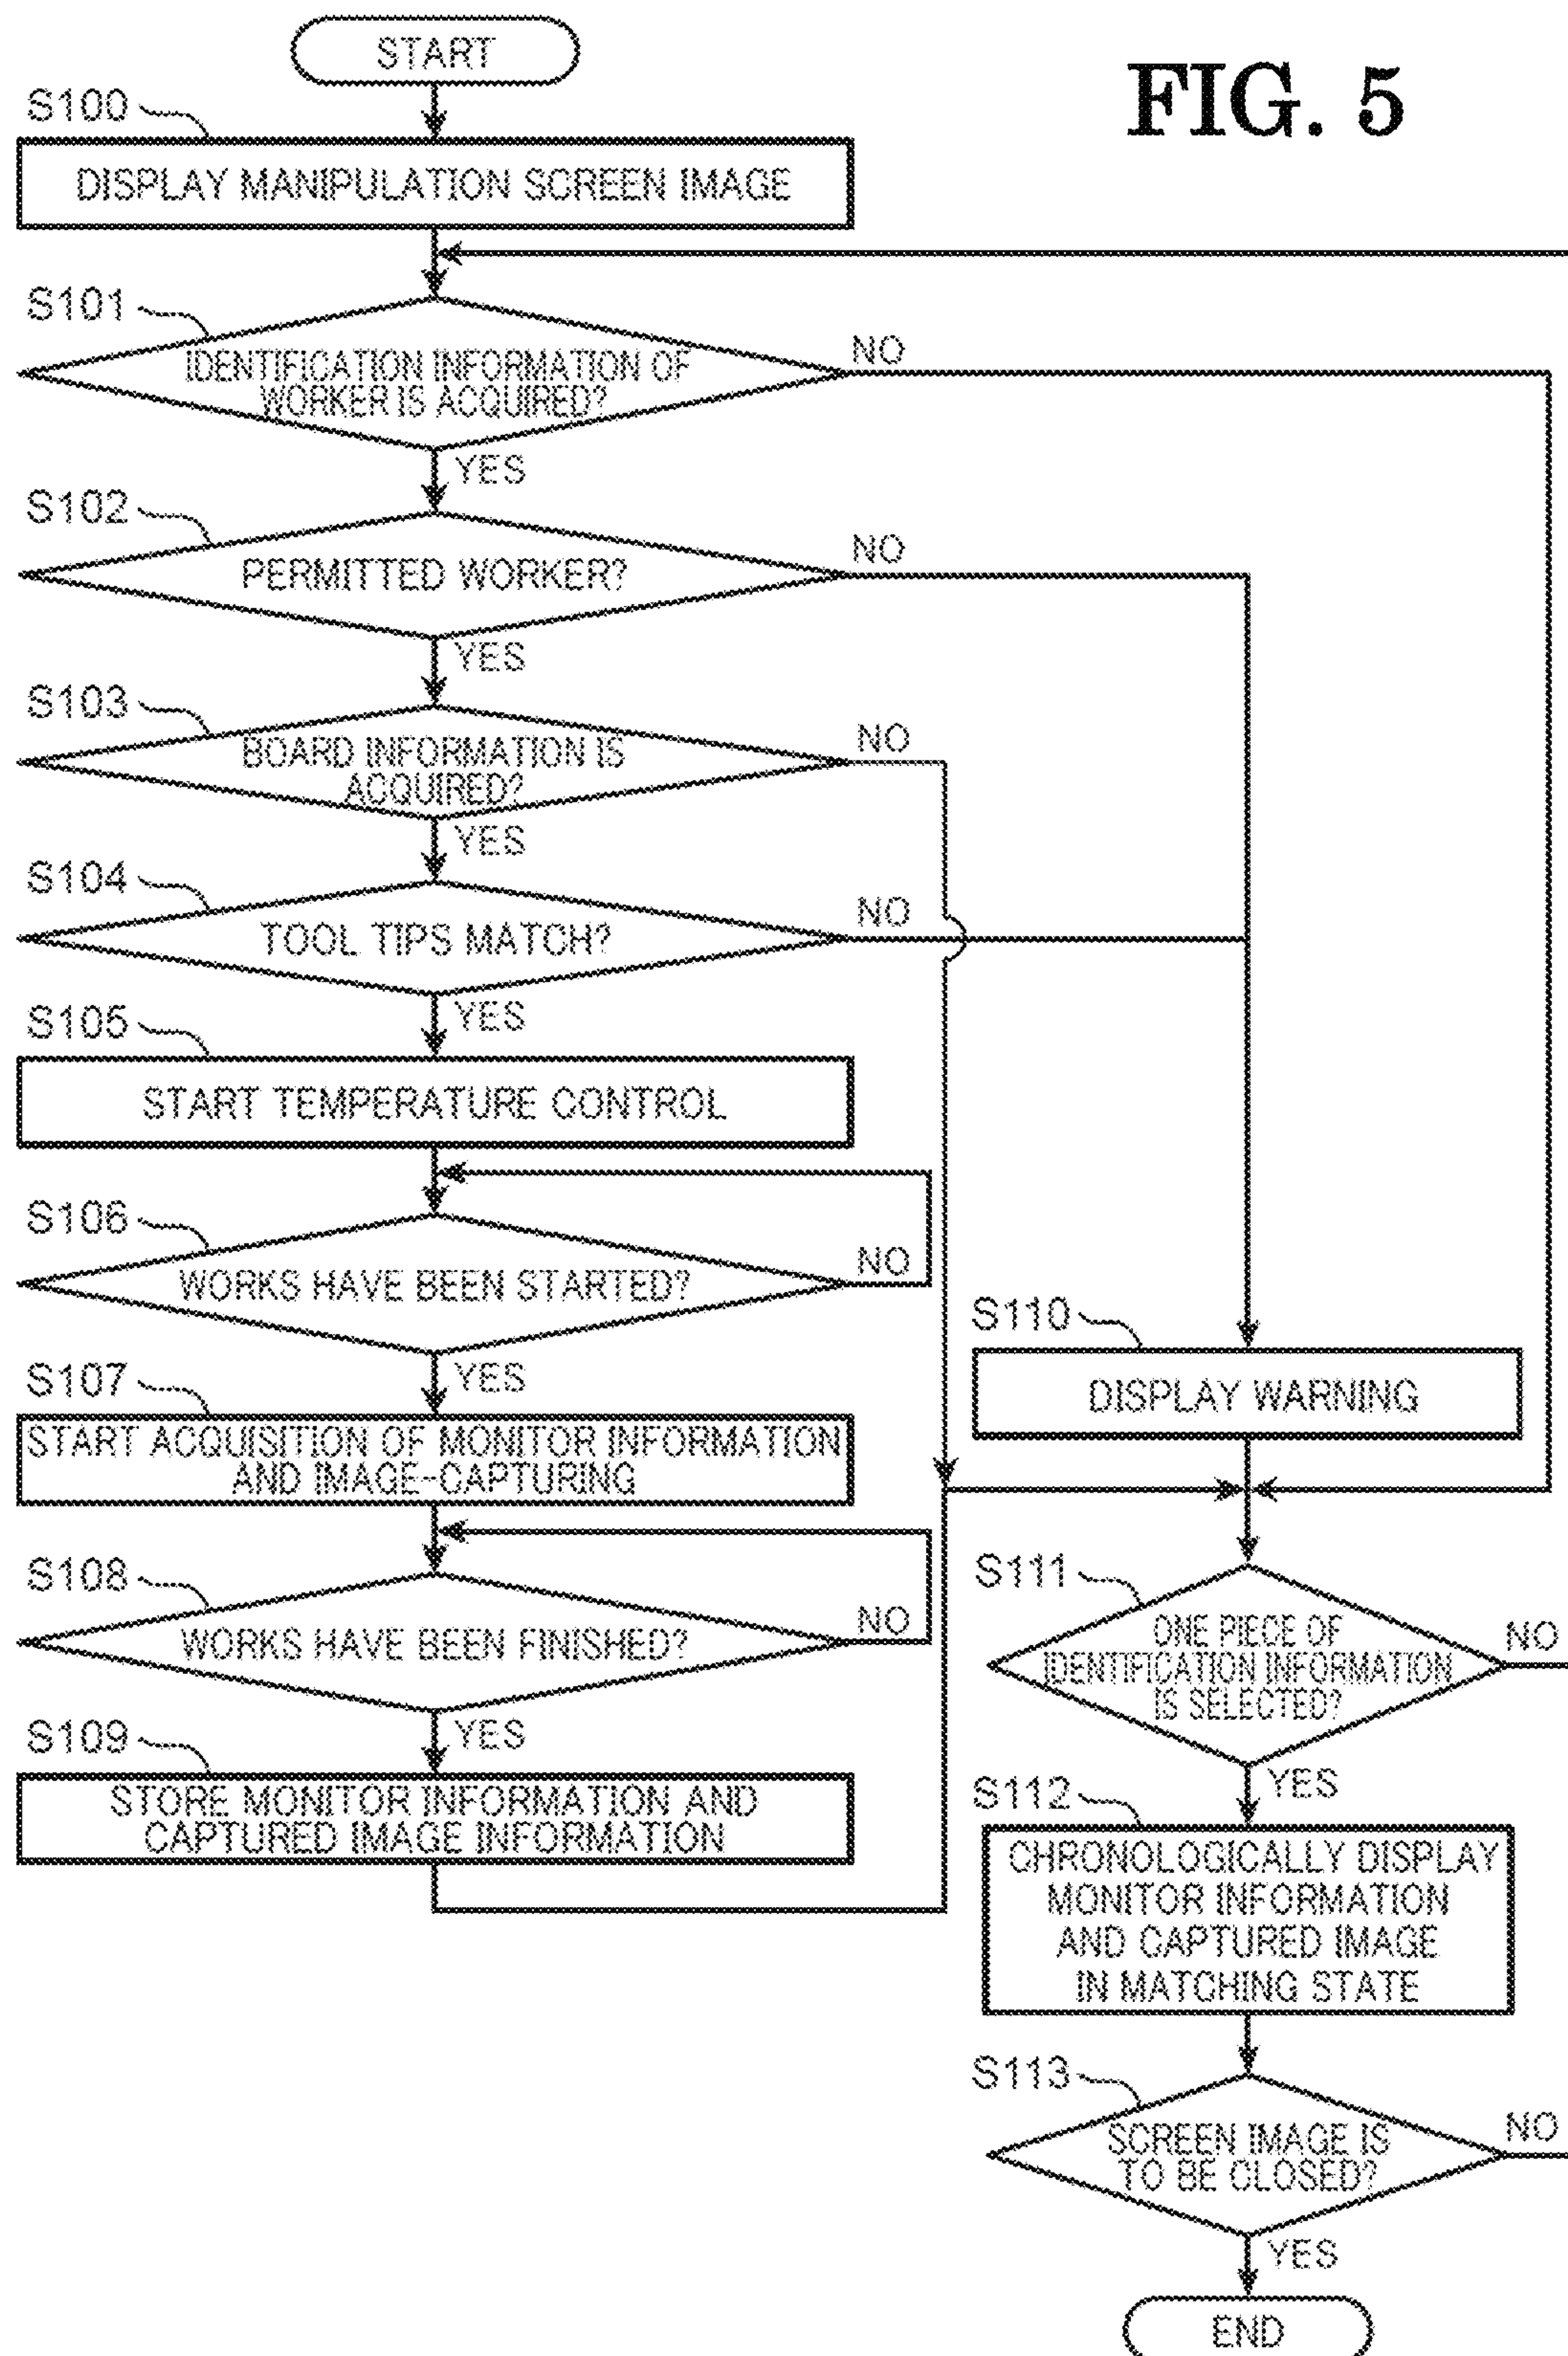 FIG. 5
START
S100
DISPLAY MANIPULATION SCREEN IMAGE
S101
IDENTIFICATION INFORMATION OF
WORKER IS ACQUIRED?
NO
YES
S102
PERMITTED WORKER?
NO
YES
S103
BOARD INFORMATION IS
ACQUIRED?
NO
YES
S104
TOOL TIPS MATCH?
NO
YES
S105
START TEMPERATURE CONTROL
S106
WORKS HAVE BEEN STARTED?
NO
YES
S107
START ACQUISITION OF MONITOR INFORMATION
AND IMAGE-CAPTURING
S108
WORKS HAVE BEEN FINISHED?
NO
YES
S109
STORE MONITOR INFORMATION AND
CAPTURED IMAGE INFORMATION
S110
DISPLAY WARNING
S111
ONE PIECE OF
IDENTIFICATION INFORMATION
IS SELECTED?
NO
YES
S112
CHRONOLOGICALLY DISPLAY
MONITOR INFORMATION
AND CAPTURED IMAGE
IN MATCHING STATE
S113
SCREEN IMAGE IS
TO BE CLOSED?
NO
YES
END